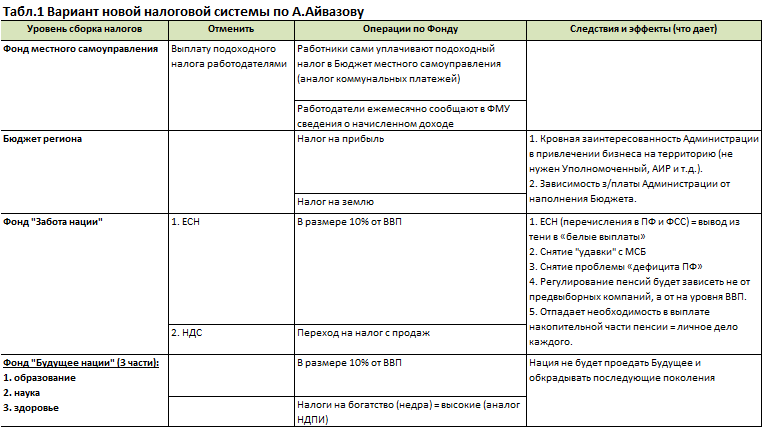 Табл.1 Вариант новой налоговой системы по А.Айвазову
Уровень сборка налогов
Отменить
Операции по Фонду
Следствия и эффекты (что дает)
Фонд местного самоуправления
Выплату подоходного
налога работодателями
Работники сами уплачивают подоходный
налог в Бюджет местного самоуправления
(аналог коммунальных платежей)
Работодатели ежемесячно сообщают в ФМУ
сведения о начисленном доходе
Бюджет региона
Налог на прибыль
Налог на землю
1. Кровная заинтересованность Администрации
в привлечении бизнеса на территорию (не
нужен Уполномоченный, АИР и т.д.).
2. Зависимость з/платы Администрации от
наполнения Бюджета.
Фонд "Забота нации"
1. ЕСН
В размере 10% от ВВП
2. НДС
Переход на налог с продаж
1. ЕСН (перечисления в ПФ и ФСС) = вывод из
тени в «белые выплаты»
2. Снятие "удавки" с МСБ
3. Снятие проблемы «дефицита ПФ»
4. Регулирование пенсий будет зависеть не от
предвыборных компаний, а от на уровня ВВП.
5. Отпадает необходимость в выплате
накопительной части пенсии = личное дело
каждого.
Фонд "Будущее нации" (3 части):
1. образование
2. наука
3. здоровье
В размере 10% от ВВП
Налоги на богатство (недра) = высокие (аналог
НДПИ)
Нация не будет проедать Будущее и
обкрадывать последующие поколения